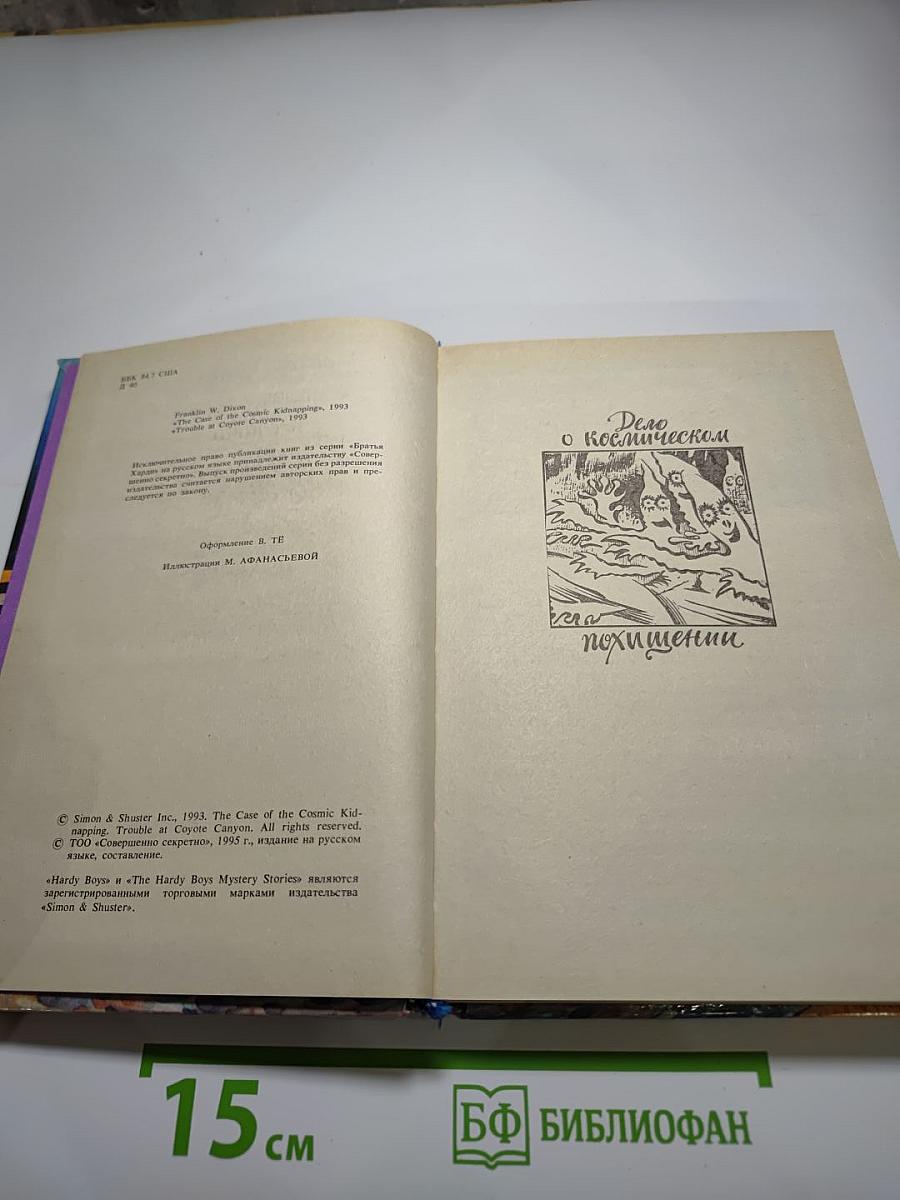 ББК 84.7 США
Д 46
Franklin W. Dixon
«The Case of the Cosmic Kidnapping», 1993
«Trouble at Coyote Canyon», 1993
Исключительное право публикации книг из серии «Братья
Харди» на русском языке принадлежит издательству «Совер-
шенно секретно». Выпуск произведений серии без разрешения
издательства считается нарушением авторских прав и пре-
следуется по закону.
Оформление В. ТЁ
Иллюстрации М. АФАНАСЬЕВОЙ
© Simon & Shuster Inc., 1993. The Case of the Cosmic Kid-
napping. Trouble at Coyote Canyon. All rights reserved.
© ТОО «Совершенно секретно», 1995 г., издание на русском
языке, составление.
«Hardy Boys» и «The Hardy Boys Mystery Stories» являются
зарегистрированными торговыми марками издательства
«Simon & Shuster».
Дело
о космическом
похищении
15 см
БФ БИБЛИОФАН